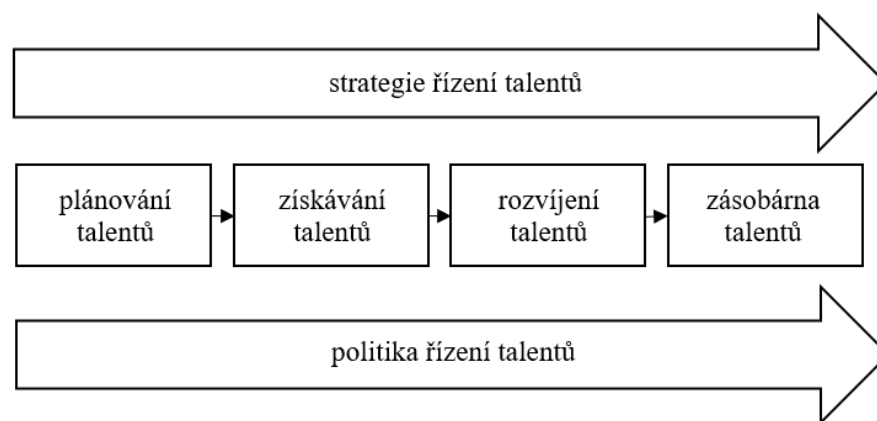 strategie řízení talentů
plánování
talentů
získávání
talentů
rozvíjení
talentů
zásobárna
talentů
politika řízení talentů